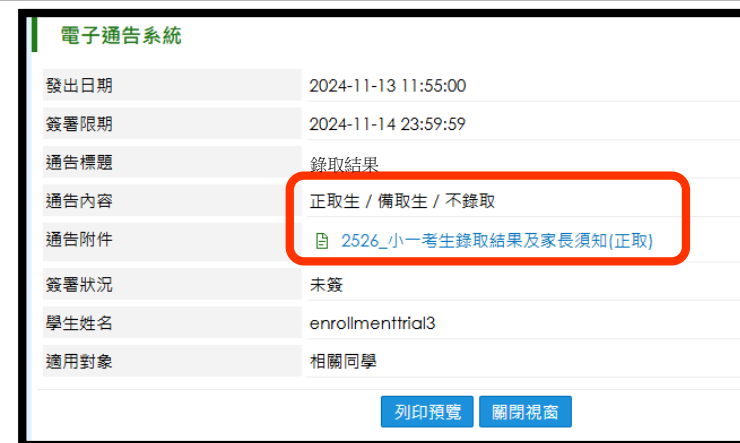 電子通告系統
發出日期 2024-11-13 11:55:00
簽署限期 2024-11-14 23:59:59
通告標題 錄取結果
通告內容 正取生 / 備取生 / 不錄取
通告附件 2526_小一考生錄取結果及家長須知(正取)
簽署狀況 未簽
學生姓名 enrollmenttrial3
適用對象 相關同學
列印預覽 關閉視窗